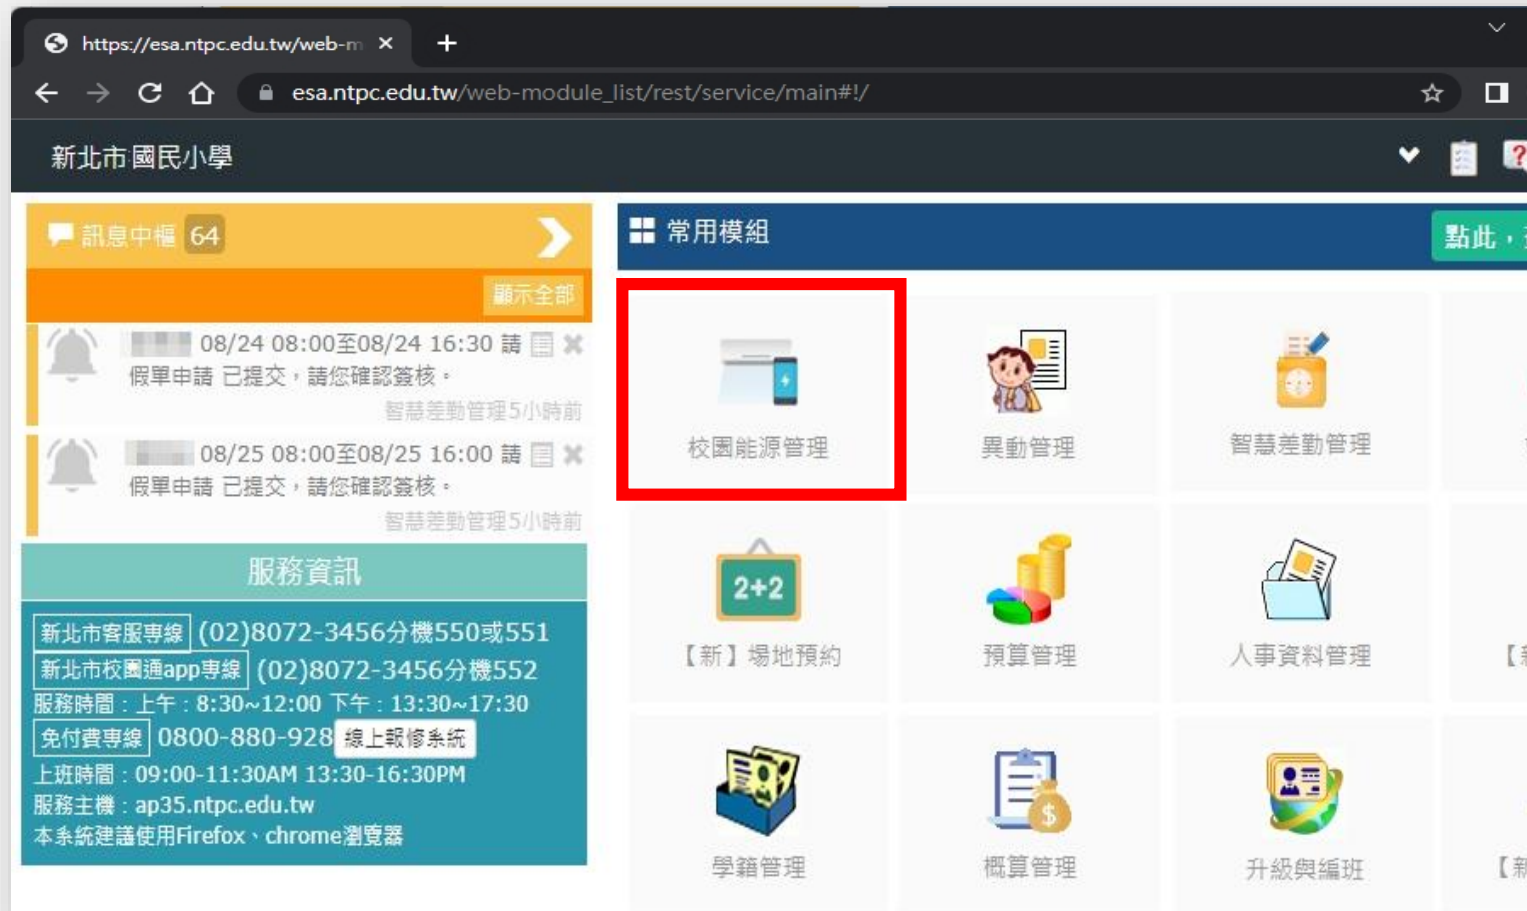 https://esa.ntpc.edu.tw/web-m
esa.ntpc.edu.tw/web-module_list/rest/service/main#!/
新北市 國民小學
訊息中樞 64
顯示全部
08/24 08:00至08/24 16:30 請
假單申請 已提交，請您確認簽核。
智慧差勤管理5小時前
08/25 08:00至08/25 16:00 請
假單申請 已提交，請您確認簽核。
智慧差勤管理5小時前
服務資訊
新北市客服專線 (02)8072-3456分機550或551
新北市校園通app專線 (02)8072-3456分機552
服務時間：上午：8:30~12:00 下午：13:30~17:30
免付費專線 0800-880-928 線上報修系統
上班時間：09:00-11:30AM 13:30-16:30PM
服務主機：ap35.ntpc.edu.tw
本系統建議使用Firefox、chrome瀏覽器
常用模組
點此，
校園能源管理
異動管理
智慧差勤管理
2+2
【新】場地預約
預算管理
人事資料管理
學籍管理
概算管理
升級與編班